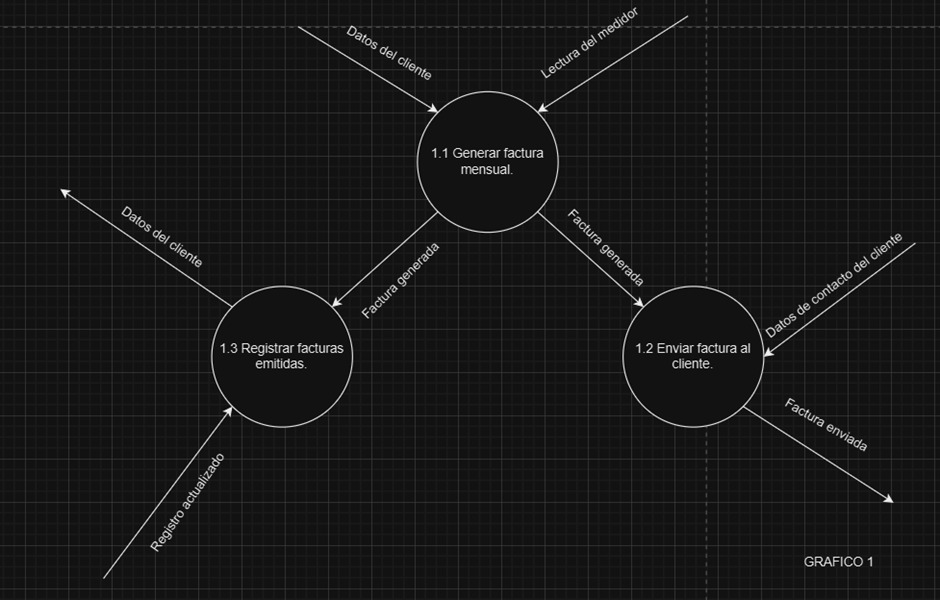 Datos del cliente
Lectura del medidor
1.1 Generar factura
mensual.
Datos del cliente
Factura generada
Factura generada
Datos de contacto del cliente
1.3 Registrar facturas
emitidas.
1.2 Enviar factura al
cliente.
Factura enviada
Registro actualizado
GRAFICO 1